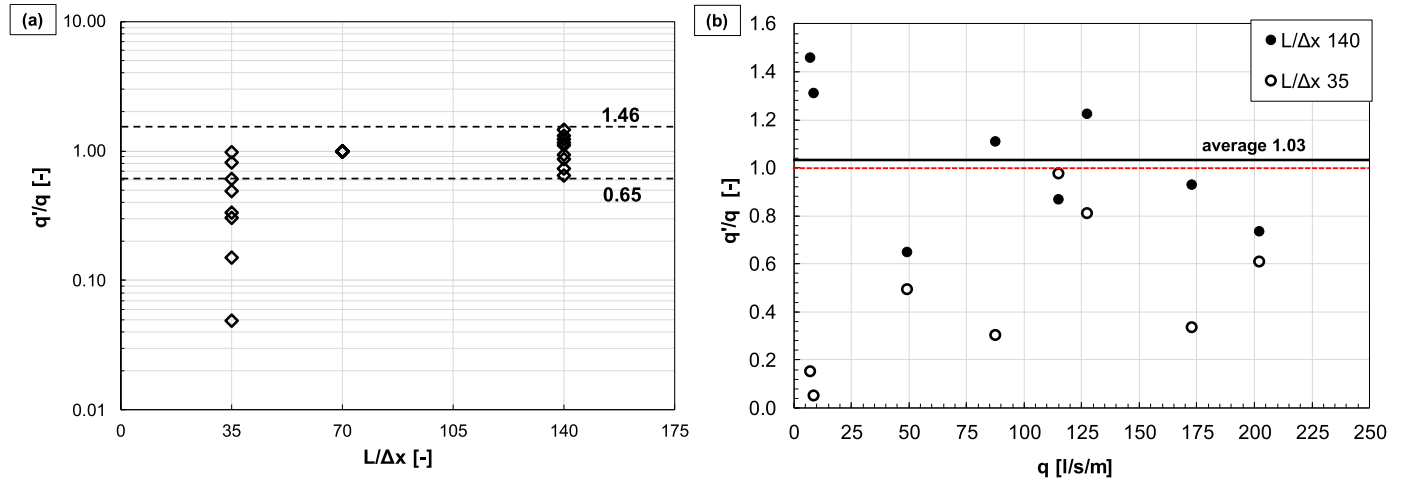 (a)
10.00
1.00
0.10
0.01
q'/q [-]
1.46
0.65
0 35 70 105 140 175
L/Δx [-]
(b)
1.6
1.4
1.2
1.0
0.8
0.6
0.4
0.2
0.0
q'/q [-]
L/Δx 140
L/Δx 35
average 1.03
0 25 50 75 100 125 150 175 200 225 250
q [l/s/m]